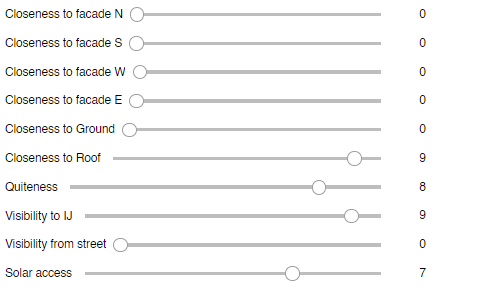 Closeness to facade N 0
Closeness to facade S 0
Closeness to facade W 0
Closeness to facade E 0
Closeness to Ground 0
Closeness to Roof 9
Quiteness 8
Visibility to IJ 9
Visibility from street 0
Solar access 7